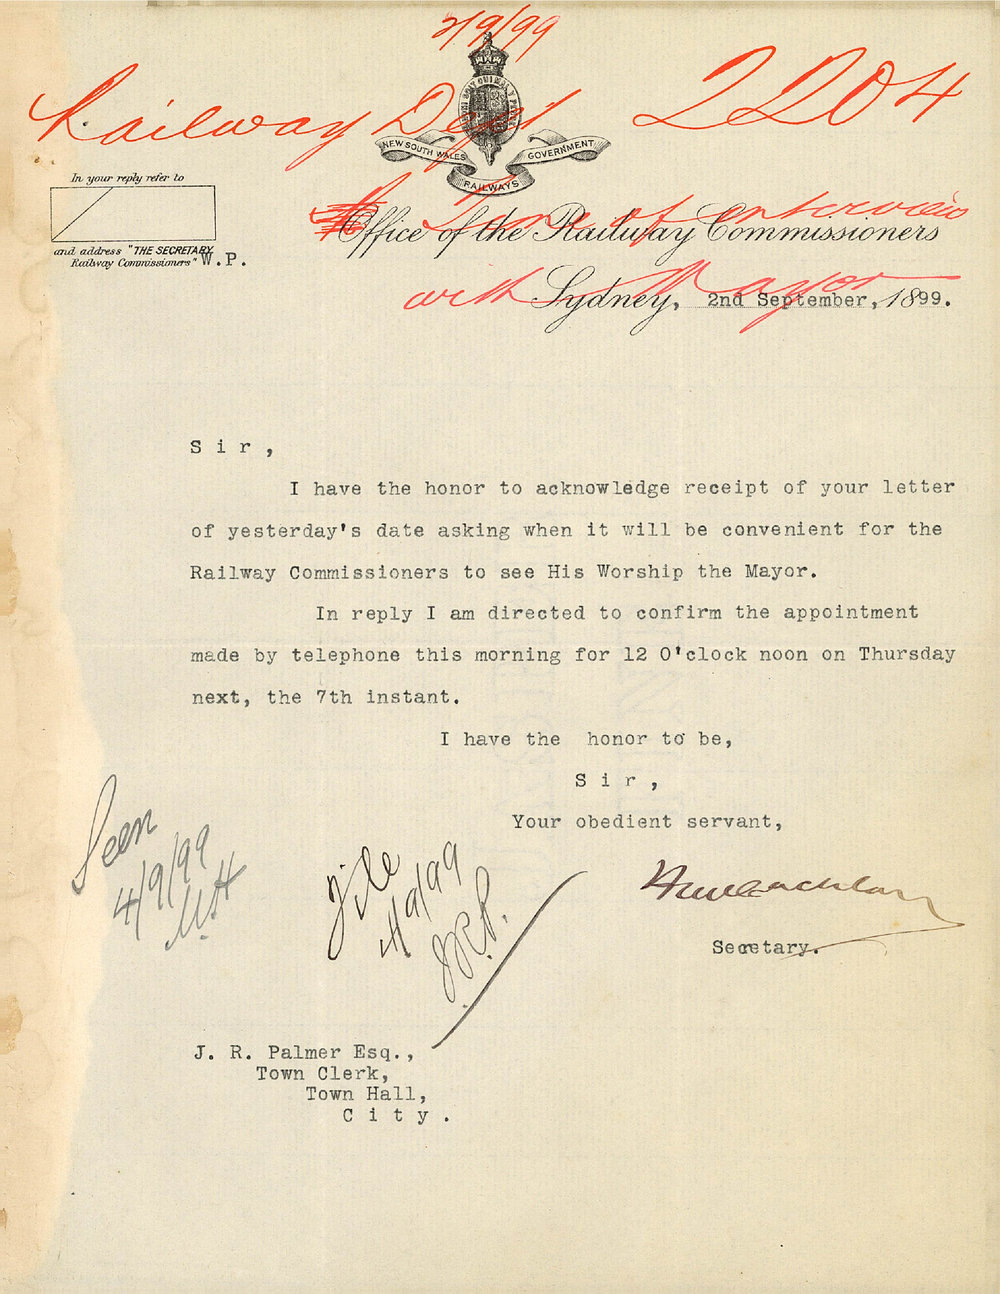 2/9/99
Railway Dept 2204
NEW SOUTH WALES GOVERNMENT
RAILWAYS
In your reply refer to
and address "THE SECRETARY,
Railway Commissioners" W.P.
Time of interview
Office of the Railway Commissioners
with Mayor
Sydney, 2nd September, 1899.
S i r ,
I have the honor to acknowledge receipt of your letter
of yesterday's date asking when it will be convenient for the
Railway Commissioners to see His Worship the Mayor.
In reply I am directed to confirm the appointment
made by telephone this morning for 12 O'clock noon on Thursday
next, the 7th instant.
I have the honor to be,
S i r ,
Your obedient servant,
Seen
4/9/99
File
4/9/99
J.R.P.
Secretary.
J. R. Palmer Esq.,
Town Clerk,
Town Hall,
C i t y .